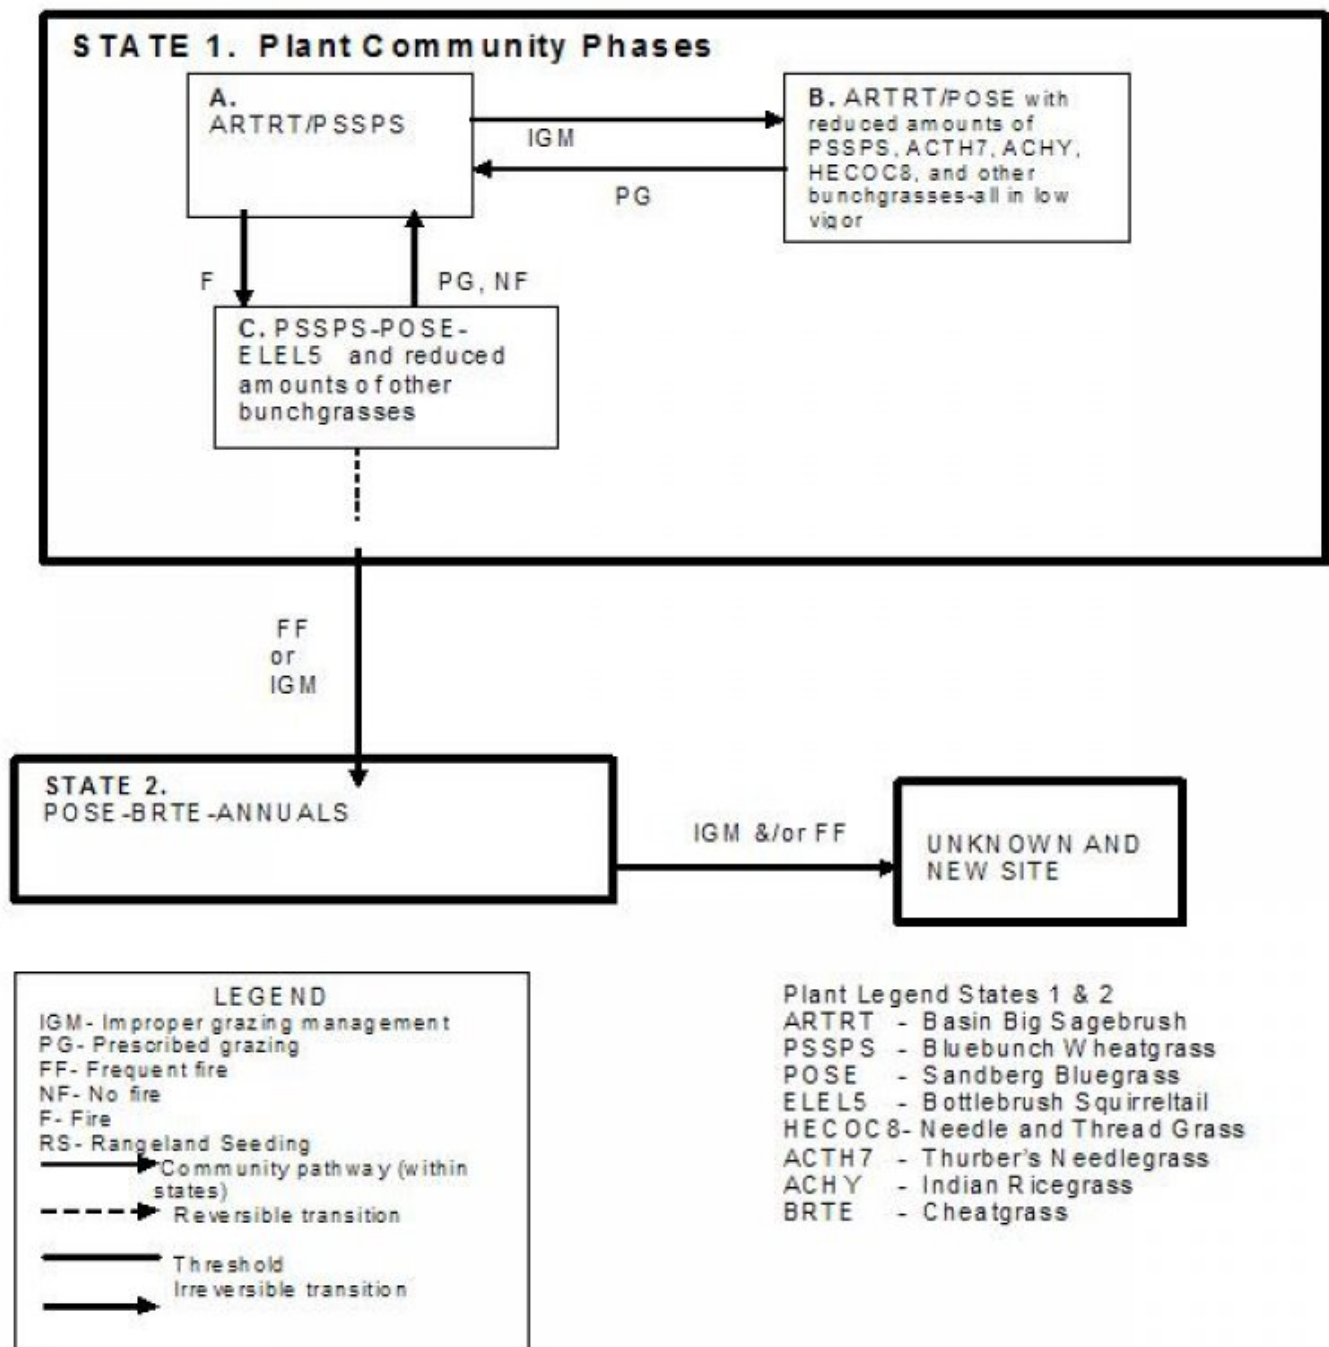 STATE 1. Plant Community Phases
A.
ARTRT/PSSPS
IGM
PG
B. ARTRT/POSE with
reduced amounts of
PSSPS, ACTH7, ACHY,
HECOC8, and other
bunchgrasses-all in low
vigor
F
PG, NF
C. PSSPS-POSE-
ELEL5 and reduced
amounts of other
bunchgrasses
FF
or
IGM
STATE 2.
POSE-BRTE-ANNUALS
IGM &/or FF
UNKNOWN AND
NEW SITE
LEGEND
IGM- Improper grazing management
PG- Prescribed grazing
FF- Frequent fire
NF- No fire
F- Fire
RS- Rangeland Seeding
Community pathway (within
states)
Reversible transition
Threshold
Irreversible transition
Plant Legend States 1 & 2
ARTRT - Basin Big Sagebrush
PSSPS - Bluebunch Wheatgrass
POSE - Sandberg Bluegrass
ELEL5 - Bottlebrush Squirreltail
HECOC8- Needle and Thread Grass
ACTH7 - Thurber's Needlegrass
ACHY - Indian Ricegrass
BRTE - Cheatgrass